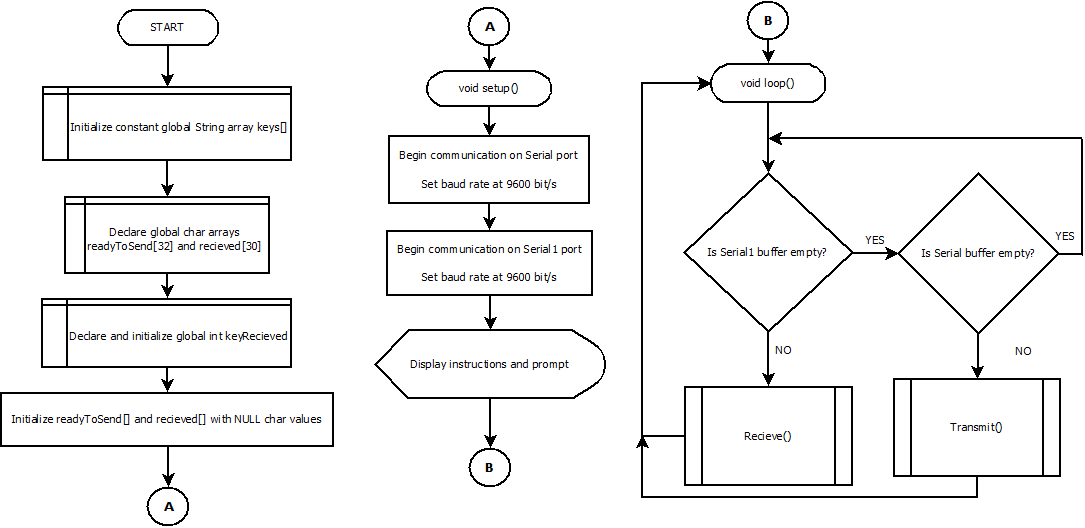 START
Initialize constant global String array keys[]
Declare global char arrays
readyToSend[32] and recieved[30]
Declare and initialize global int keyRecieved
Initialize readyToSend[] and recieved[] with NULL char values
A
A
void setup()
Begin communication on Serial port
Set baud rate at 9600 bit/s
Begin communication on Serial1 port
Set baud rate at 9600 bit/s
Display instructions and prompt
B
B
void loop()
Is Serial1 buffer empty?
YES
Is Serial buffer empty?
YES
NO
NO
Recieve()
Transmit()